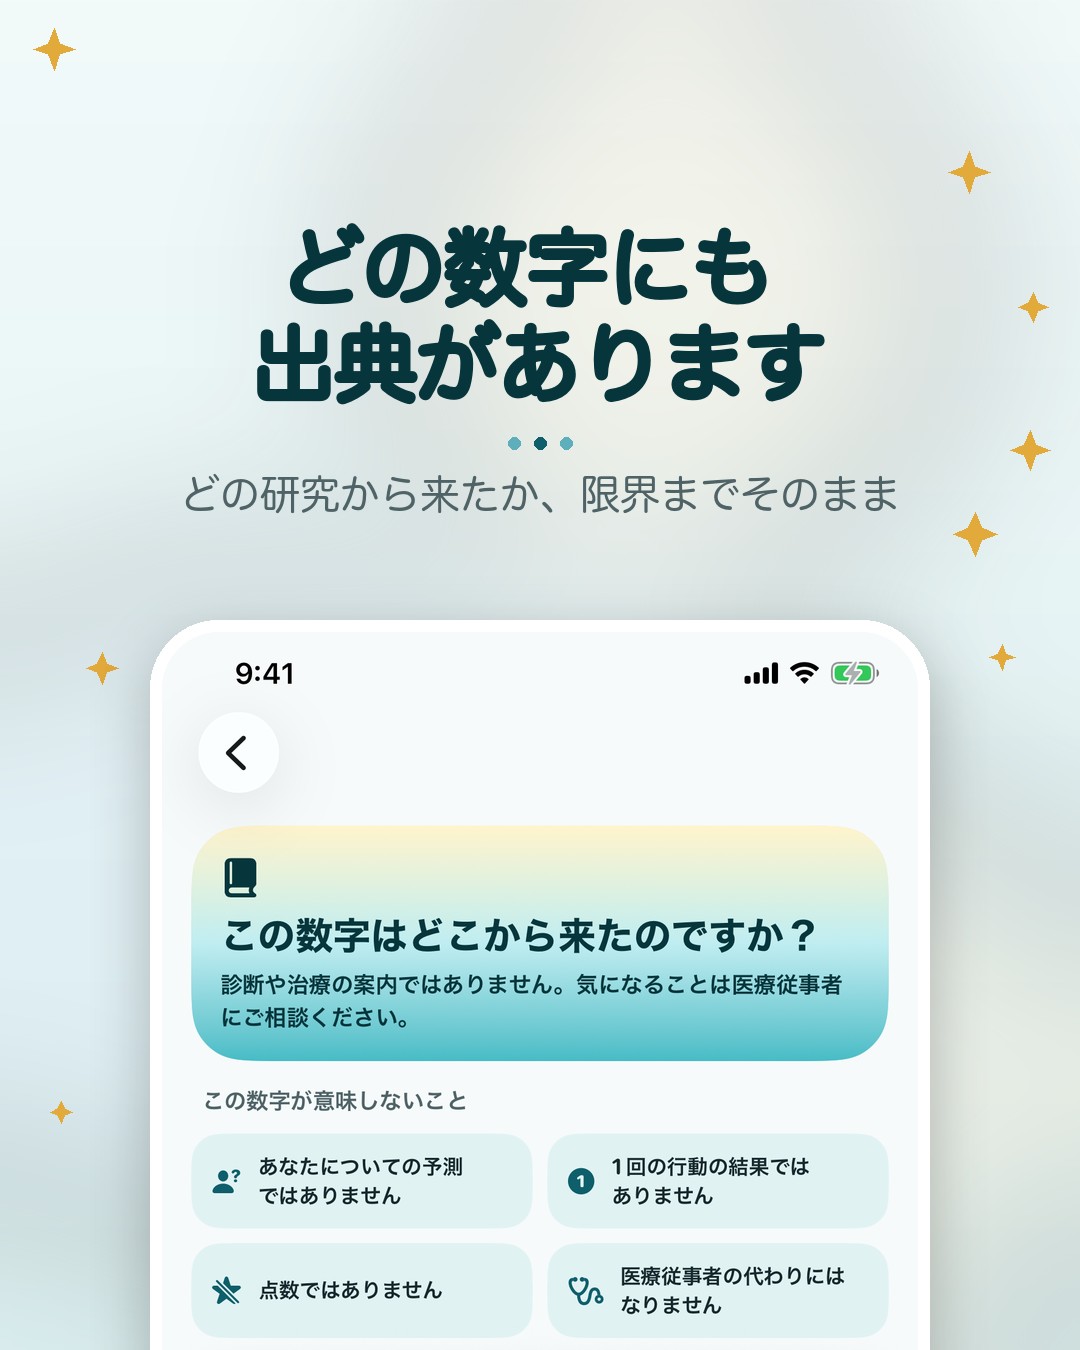 どの数字にも
出典があります
どの研究から来たか、限界までそのまま
9:41
この数字はどこから来たのですか？
診断や治療の案内ではありません。気になることは医療従事者
にご相談ください。
この数字が意味しないこと
あなたについての予測
ではありません
1回の行動の結果では
ありません
点数ではありません
医療従事者の代わりには
なりません